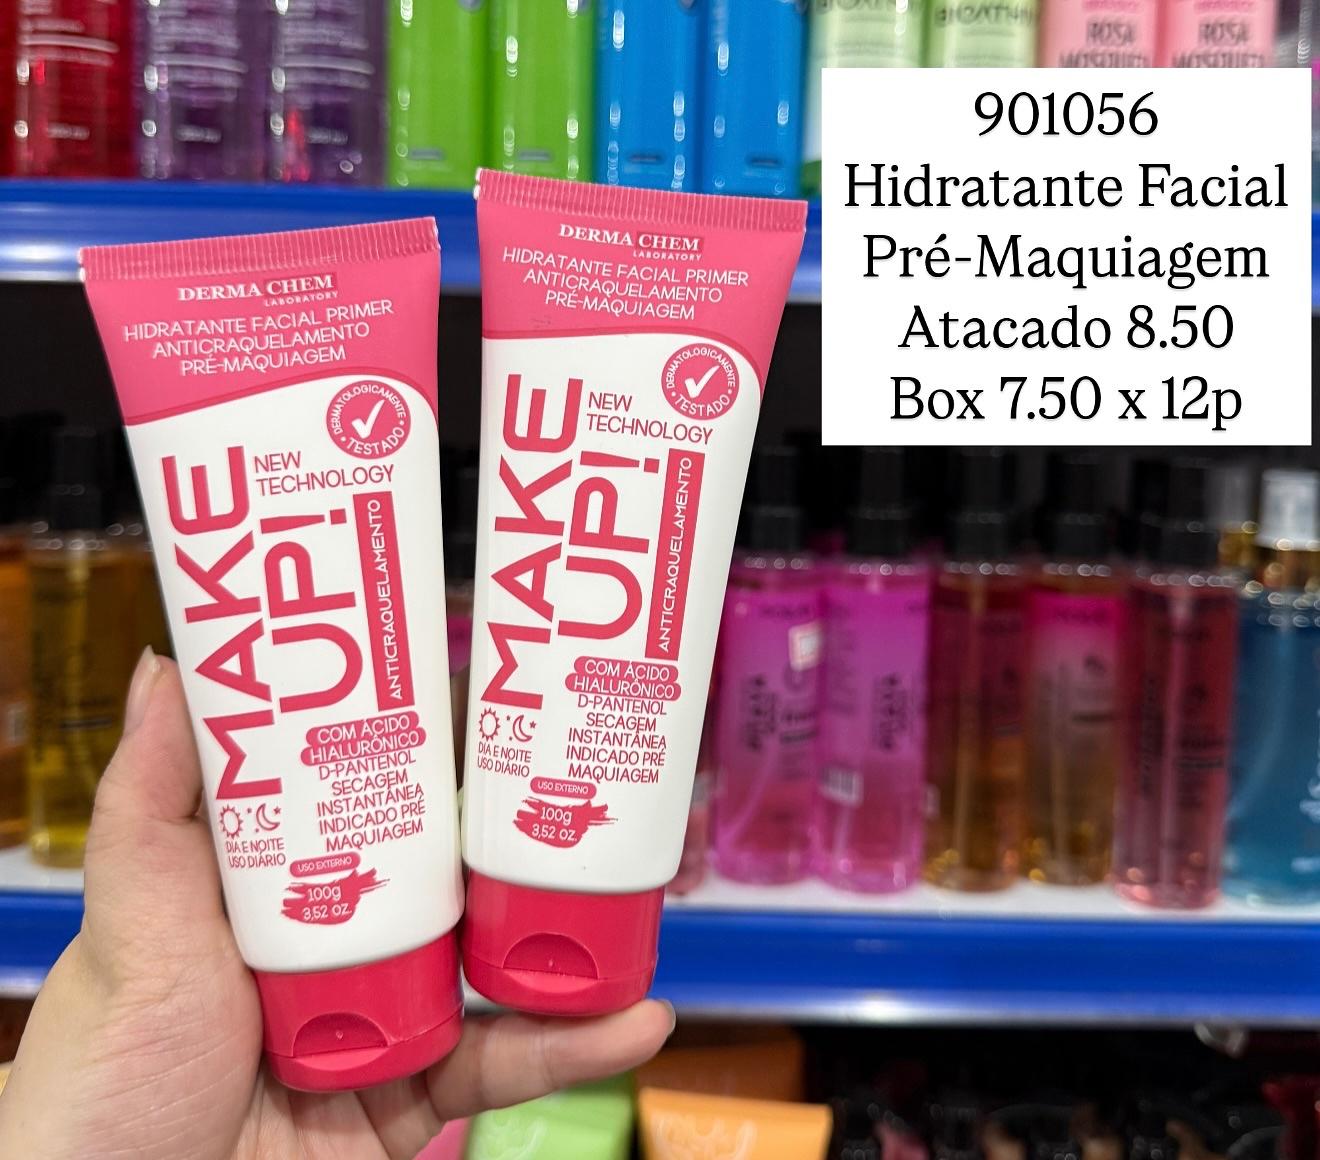 901056
Hidratante Facial
Pré-Maquiagem
Atacado 8.50
Box 7.50 x 12p
DERMA CHEM
LABORATORY
HIDRATANTE FACIAL PRIMER
ANTICRAQUELAMENTO
PRÉ-MAQUIAGEM
DERMATOLOGICAMENTE
TESTADO
NEW
TECHNOLOGY
MAKE
UP!
ANTICRAQUELAMENTO
COM ÁCIDO
HIALURÔNICO
D-PANTENOL
SECAGEM
INSTANTÂNEA
INDICADO PRÉ
MAQUIAGEM
DIA E NOITE
USO DIÁRIO
USO EXTERNO
100g
3,52 oz.
DERMA CHEM
LABORATORY
HIDRATANTE FACIAL PRIMER
ANTICRAQUELAMENTO
PRÉ-MAQUIAGEM
DERMATOLOGICAMENTE
TESTADO
NEW
TECHNOLOGY
MAKE
UP!
ANTICRAQUELAMENTO
COM ÁCIDO
HIALURÔNICO
D-PANTENOL
SECAGEM
INSTANTÂNEA
INDICADO PRÉ
MAQUIAGEM
DIA E NOITE
USO DIÁRIO
USO EXTERNO
100g
3,52 oz.
ROSA
MOSQUETA
ROSA
MOSQUETA